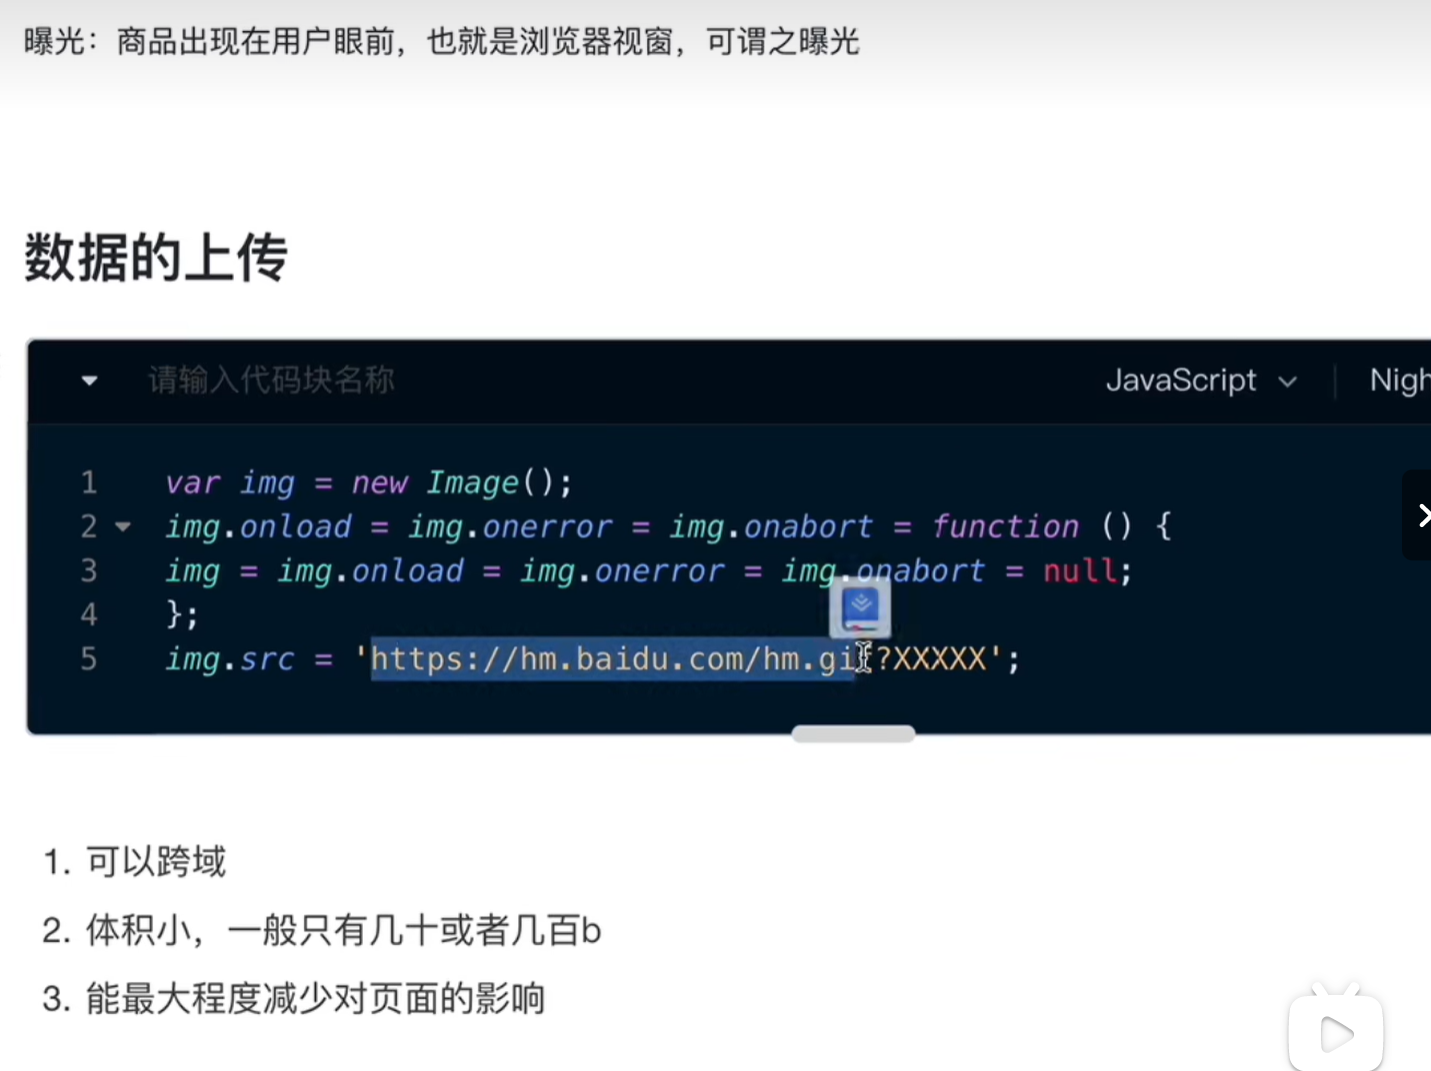 曝光：商品出现在用户眼前，也就是浏览器视窗，可谓之曝光
数据的上传
请输入代码块名称
JavaScript
Nigh
1 var img = new Image();
2 img.onload = img.onerror = img.onabort = function () {
3 img = img.onload = img.onerror = img.onabort = null;
4 };
5 img.src = 'https://hm.baidu.com/hm.gif?XXXXX';
1. 可以跨域
2. 体积小，一般只有几十或者几百b
3. 能最大程度减少对页面的影响